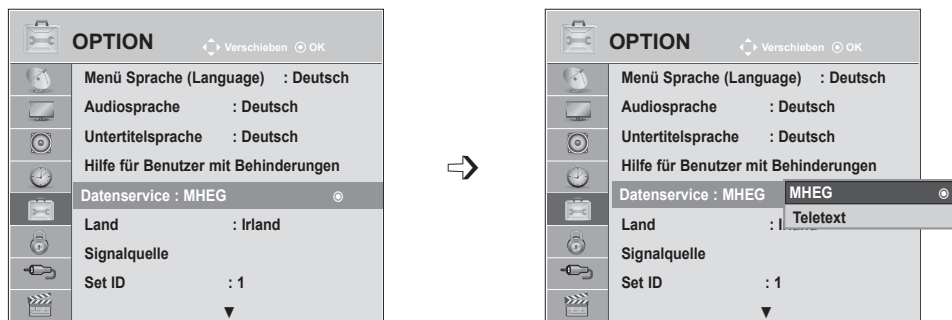 OPTION
Verschieben OK
Menü Sprache (Language) : Deutsch
Audiosprache : Deutsch
Untertitelsprache : Deutsch
Hilfe für Benutzer mit Behinderungen
Datenservice : MHEG
Land : Irland
Signalquelle
Set ID : 1
OPTION
Verschieben OK
Menü Sprache (Language) : Deutsch
Audiosprache : Deutsch
Untertitelsprache : Deutsch
Hilfe für Benutzer mit Behinderungen
Datenservice : MHEG
MHEG
Teletext
Land :
Signalquelle
Set ID : 1